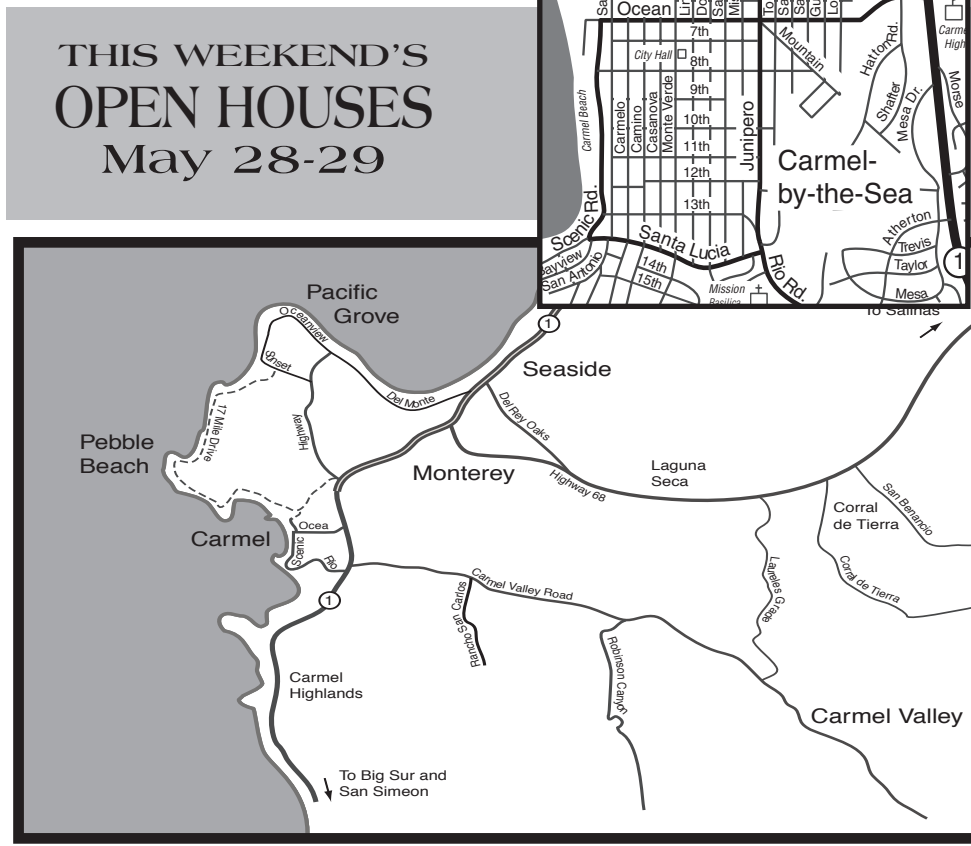 THIS WEEKEND'S
OPEN HOUSES
May 28-29
Ocean
7th
City Hall
8th
9th
10th
11th
12th
13th
Carmel Beach
Carmelo
Camino
Casanova
Monte Verde
Junipero
Mountain
Hatton Rd.
Shafter
Mesa Dr.
Morse
Carmel-
by-the-Sea
Scenic Rd.
Santa Lucia
San Antonio
14th
15th
Mission
Rio Rd.
Atherton
Trevis
Taylor
Mesa
1
To Salinas
Pacific
Grove
Oceanview
Sunset
17 Mile Drive
Highway
Del Monte
1
Seaside
Del Rey Oaks
Pebble
Beach
Monterey
Highway 68
Laguna
Seca
San Benancio
Corral
de Tierra
Corral de Tierra
Carmel
Ocea
Scenic
Rio
1
Carmel Valley Road
Rancho San Carlos
Laureles Grade
Robinson Canyon
Carmel
Highlands
Carmel Valley
To Big Sur and
San Simeon